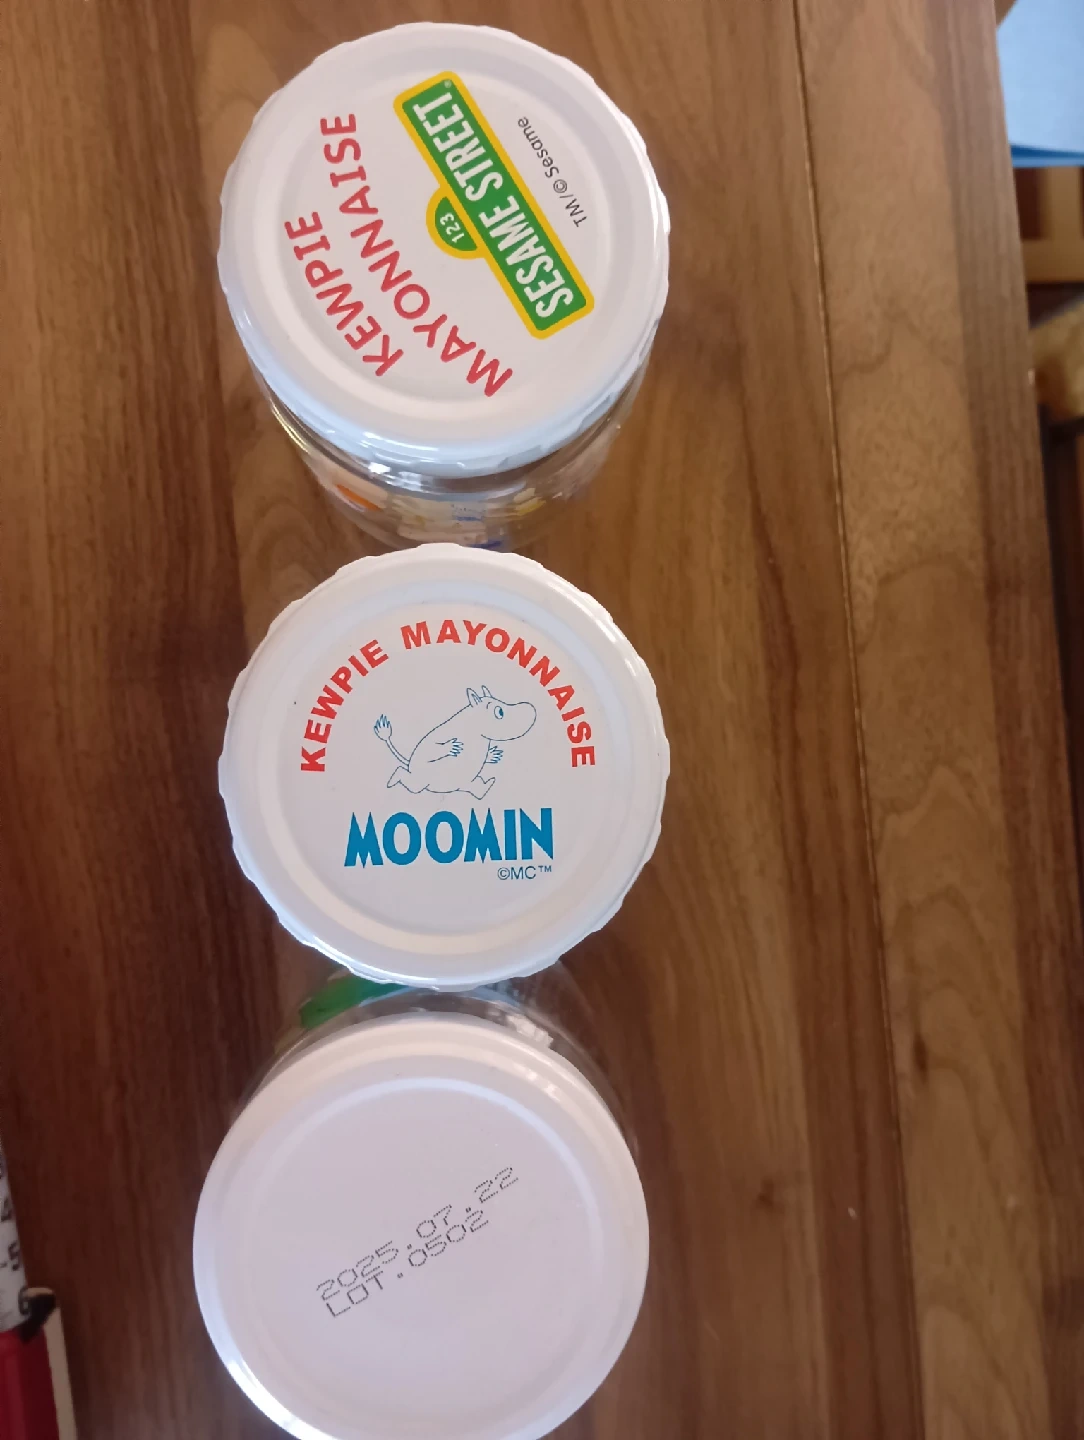 KEWPIE
MAYONNAISE
123
SESAME STREET®
TM/© Sesame
KEWPIE MAYONNAISE
MOOMIN
©MC™
2025.07.22
LOT.0502